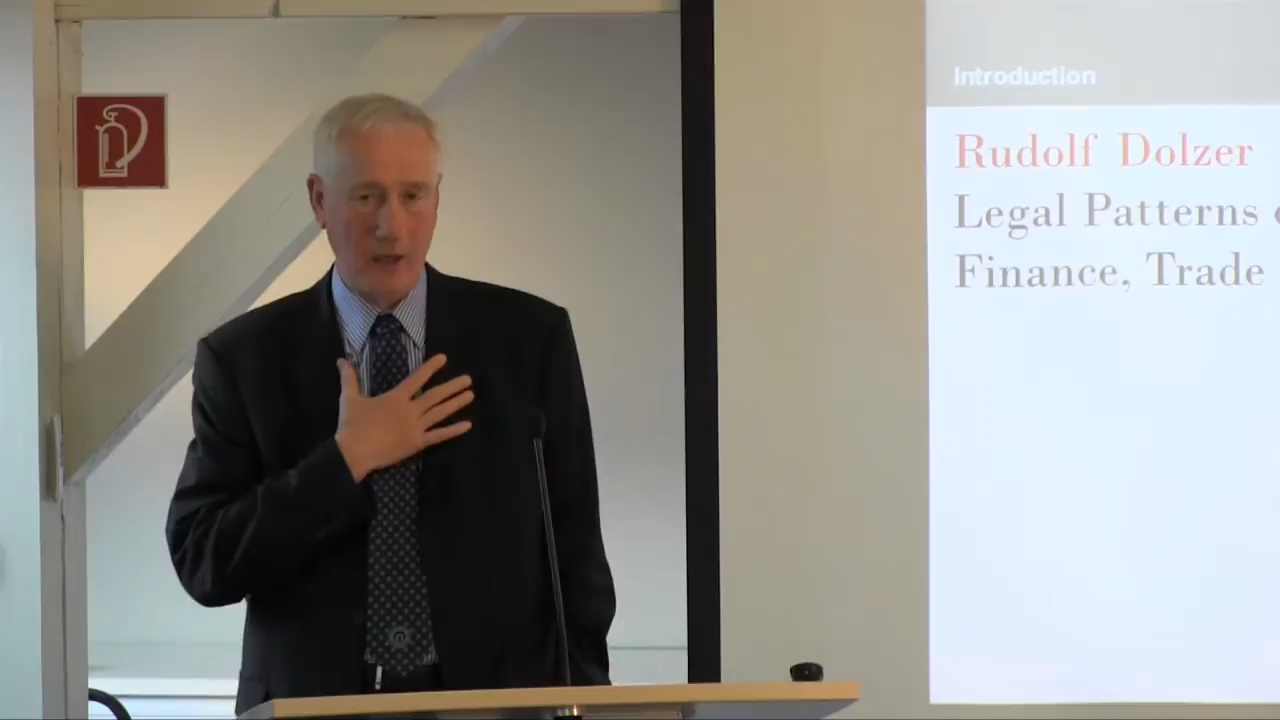 Introduction
Rudolf Dolzer
Legal Patterns
Finance, Trade